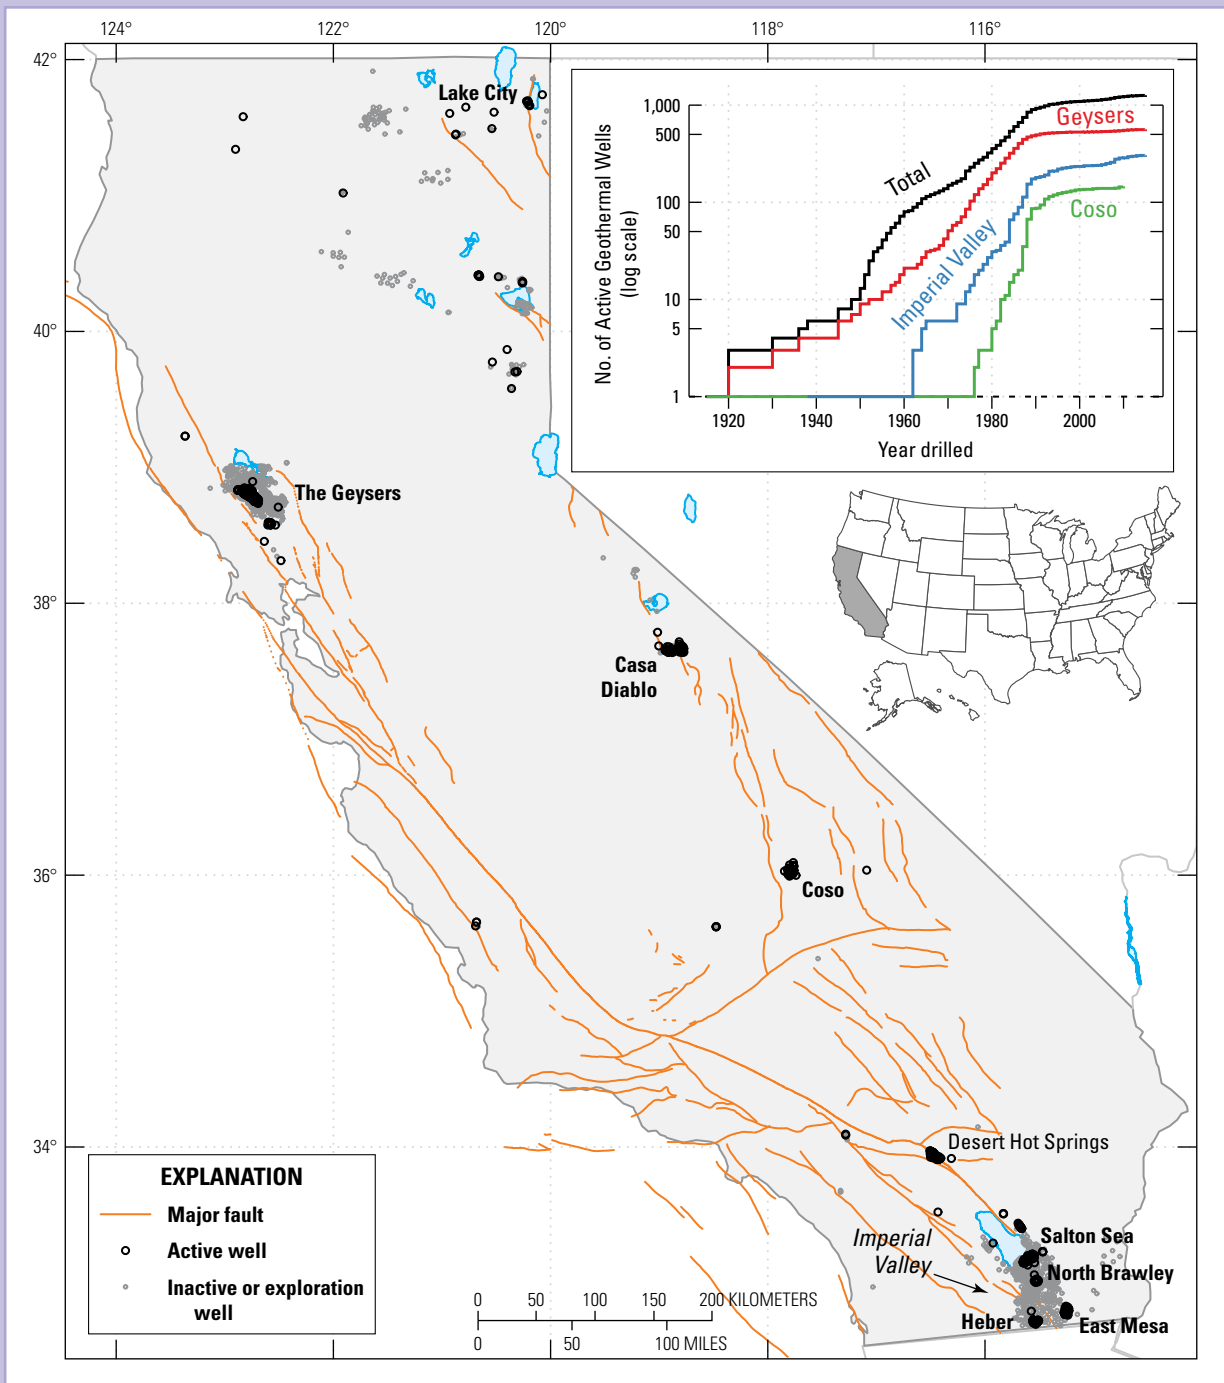 124°
122°
120°
118°
116°
42°
40°
38°
36°
34°
Lake City
The Geysers
Casa
Diablo
Coso
Desert Hot Springs
Salton Sea
Imperial
Valley
North Brawley
Heber
East Mesa
No. of Active Geothermal Wells
(log scale)
1,000
500
100
50
10
5
1
Total
Geysers
Imperial Valley
Coso
1920
1940
1960
1980
2000
Year drilled
EXPLANATION
Major fault
Active well
Inactive or exploration
well
0 50 100 150 200 KILOMETERS
0 50 100 MILES